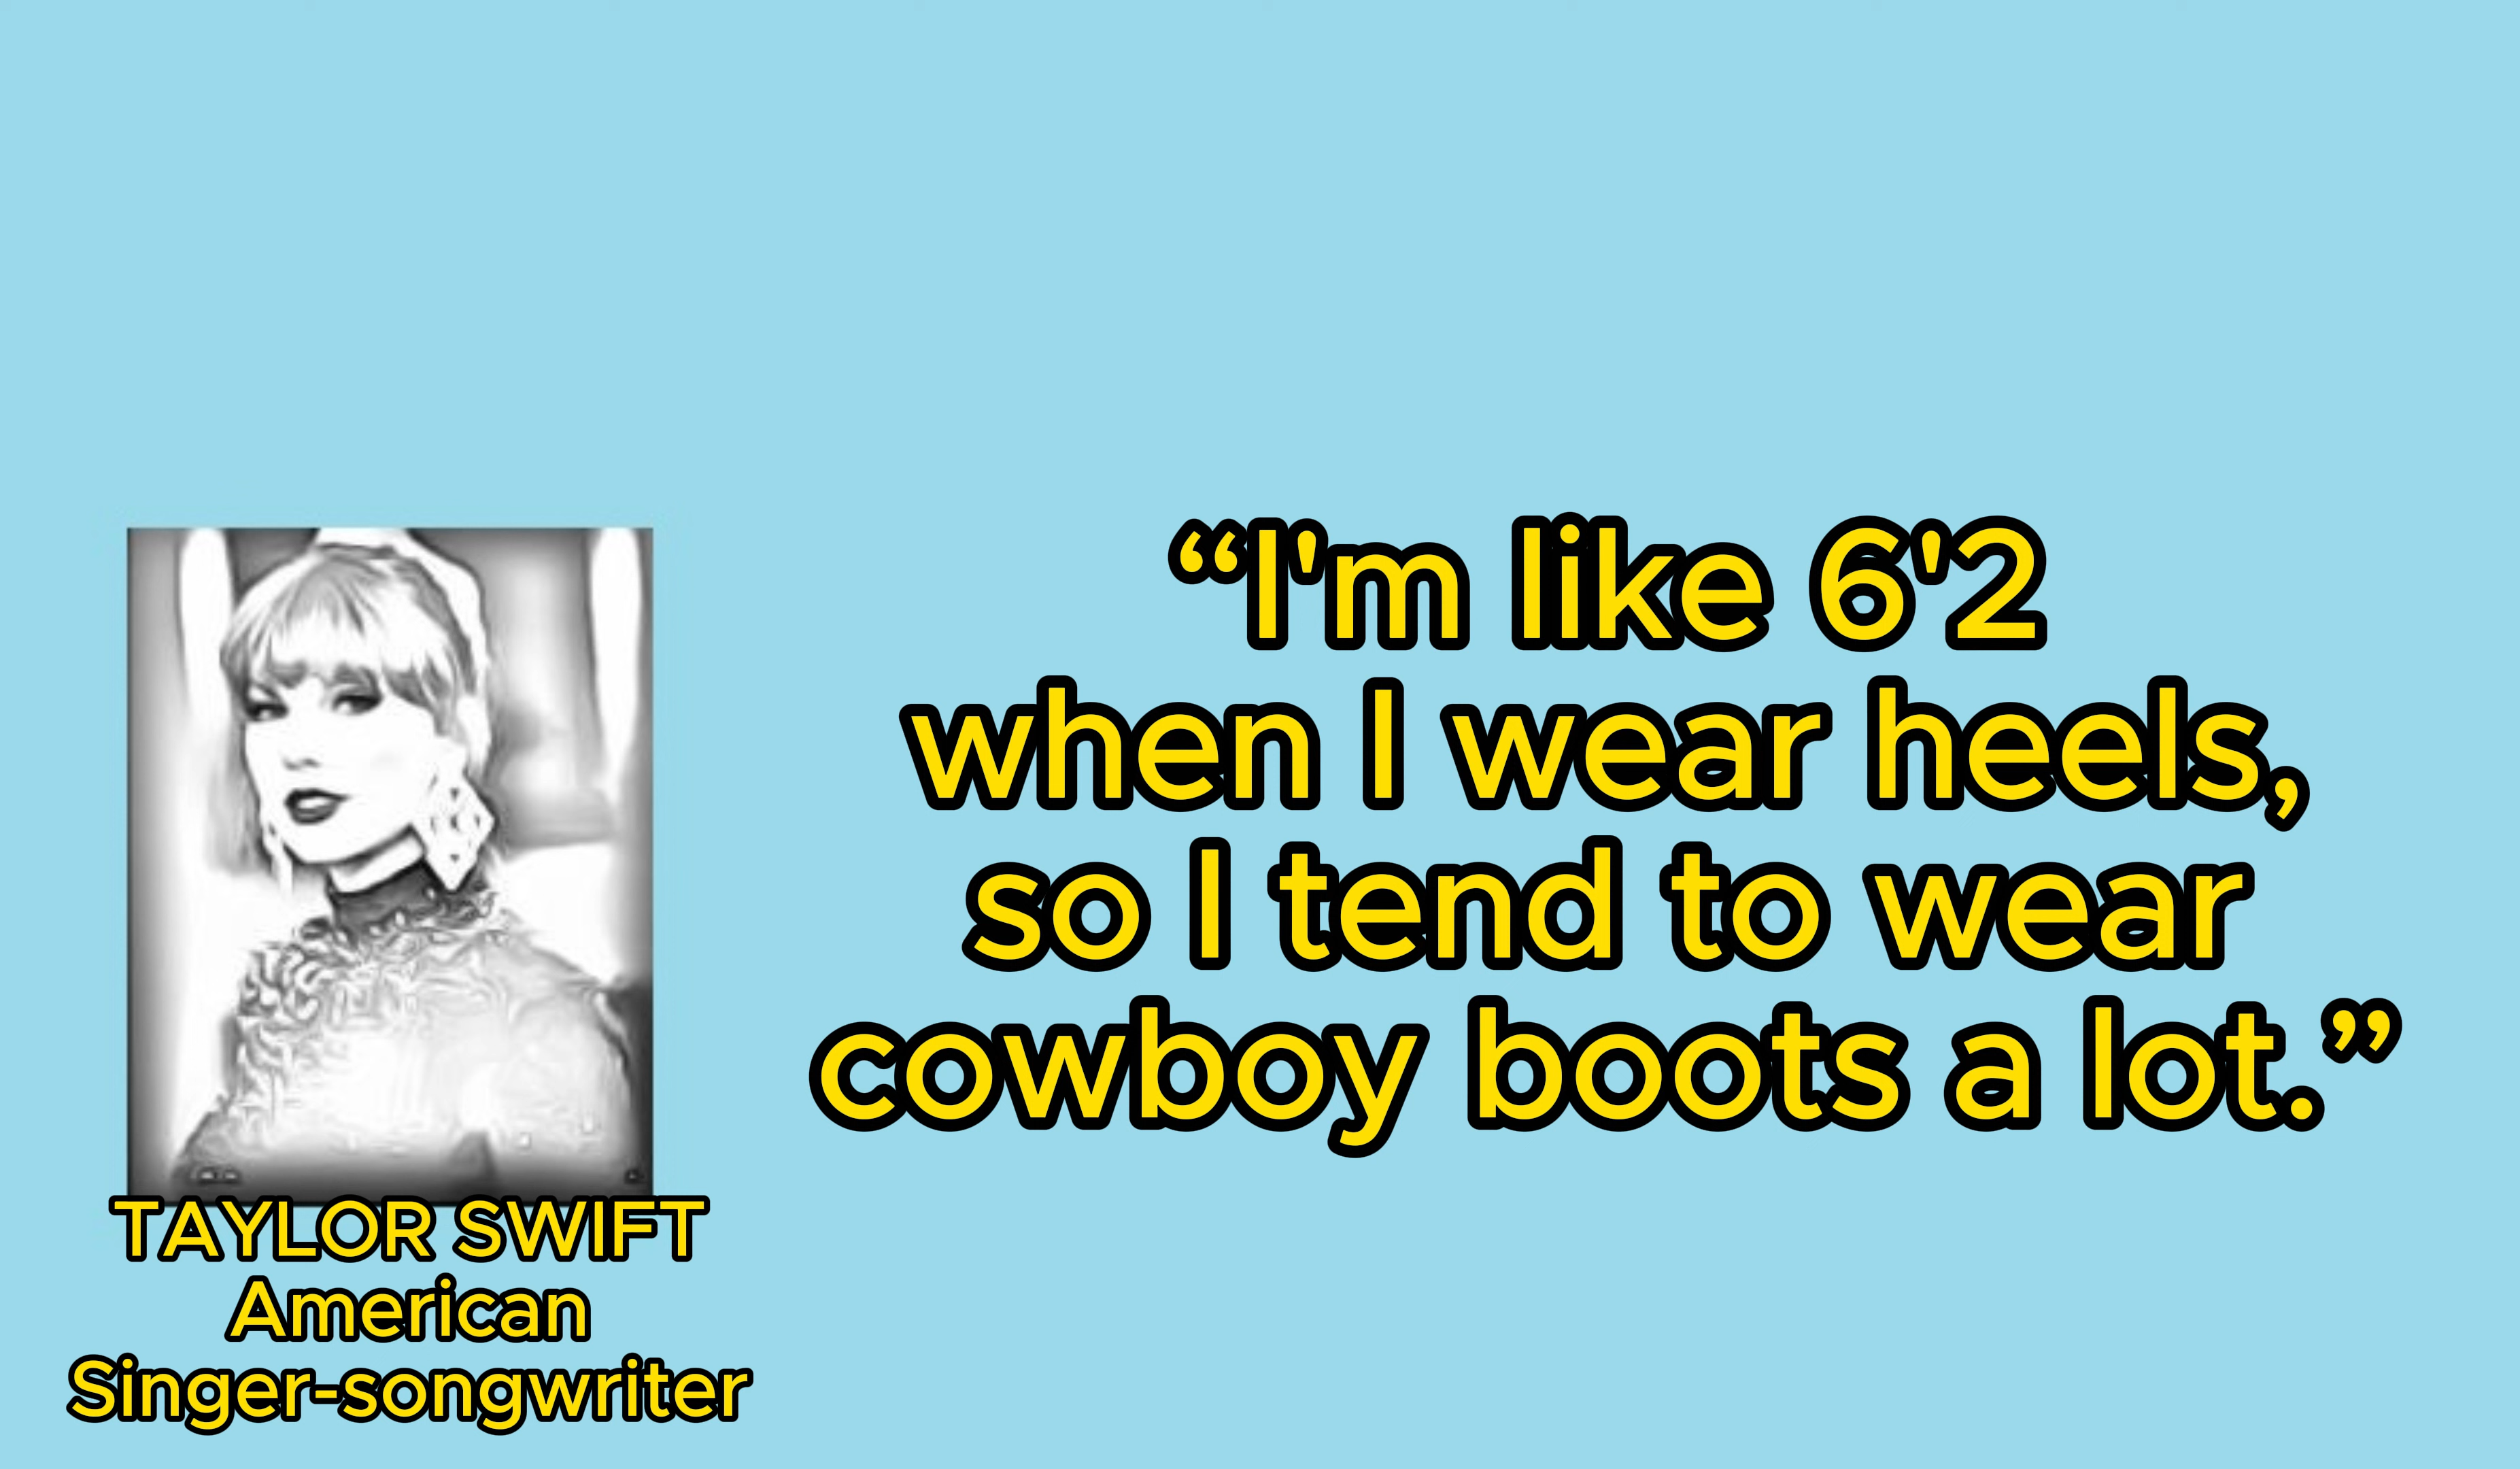 “I'm like 6'2
when I wear heels,
so I tend to wear
cowboy boots a lot.”
TAYLOR SWIFT
American
Singer-songwriter